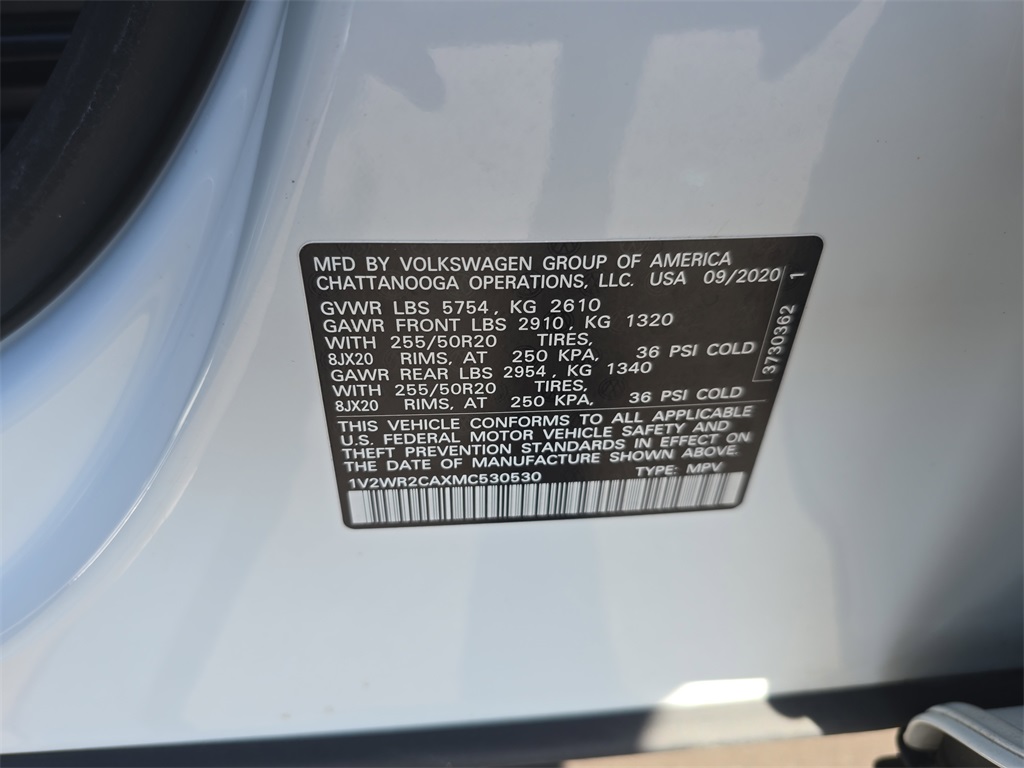 MFD BY VOLKSWAGEN GROUP OF AMERICA
CHATTANOOGA OPERATIONS, LLC. USA 09/2020
GVWR LBS 5754, KG 2610
GAWR FRONT LBS 2910, KG 1320
WITH 255/50R20 TIRES,
8JX20 RIMS, AT 250 KPA, 36 PSI COLD
GAWR REAR LBS 2954, KG 1340
WITH 255/50R20 TIRES,
8JX20 RIMS, AT 250 KPA, 36 PSI COLD
THIS VEHICLE CONFORMS TO ALL APPLICABLE
U.S. FEDERAL MOTOR VEHICLE SAFETY AND
THEFT PREVENTION STANDARDS IN EFFECT ON
THE DATE OF MANUFACTURE SHOWN ABOVE.
1V2WR2CAXMC530530 TYPE: MPV
3730362 1